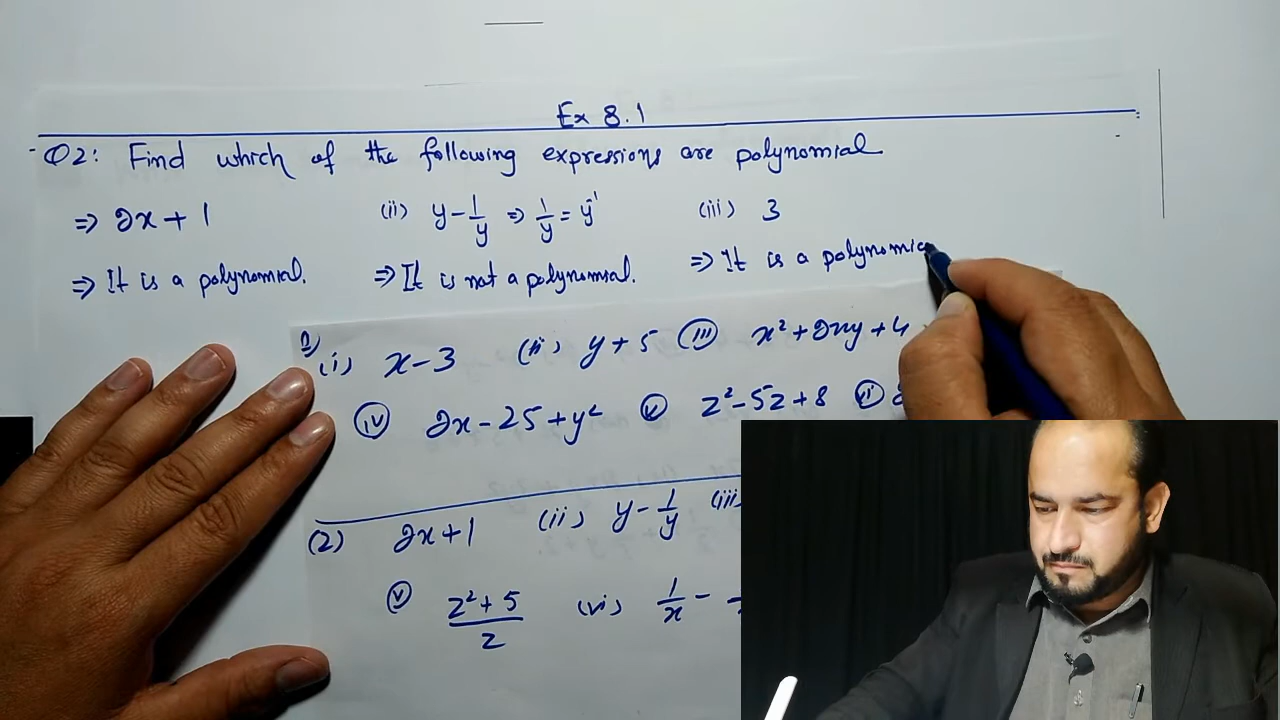 Ex 8.1
Q2: Find which of the following expressions are polynomial
⇒ 2x + 1 (ii) y - 1/y ⇒ 1/y = y⁻¹ (iii) 3
⇒ It is a polynomial. ⇒ It is not a polynomial. ⇒ It is a
(i) x - 3 (ii) y + 5 (iii) x² + 2xy + 4
(iv) 2x - 25 + y² (v) z² - 5z + 8
(2) 2x + 1 (ii) y - 1/y (iii)
(v) z² + 5 / 2 (vi) 1/x -